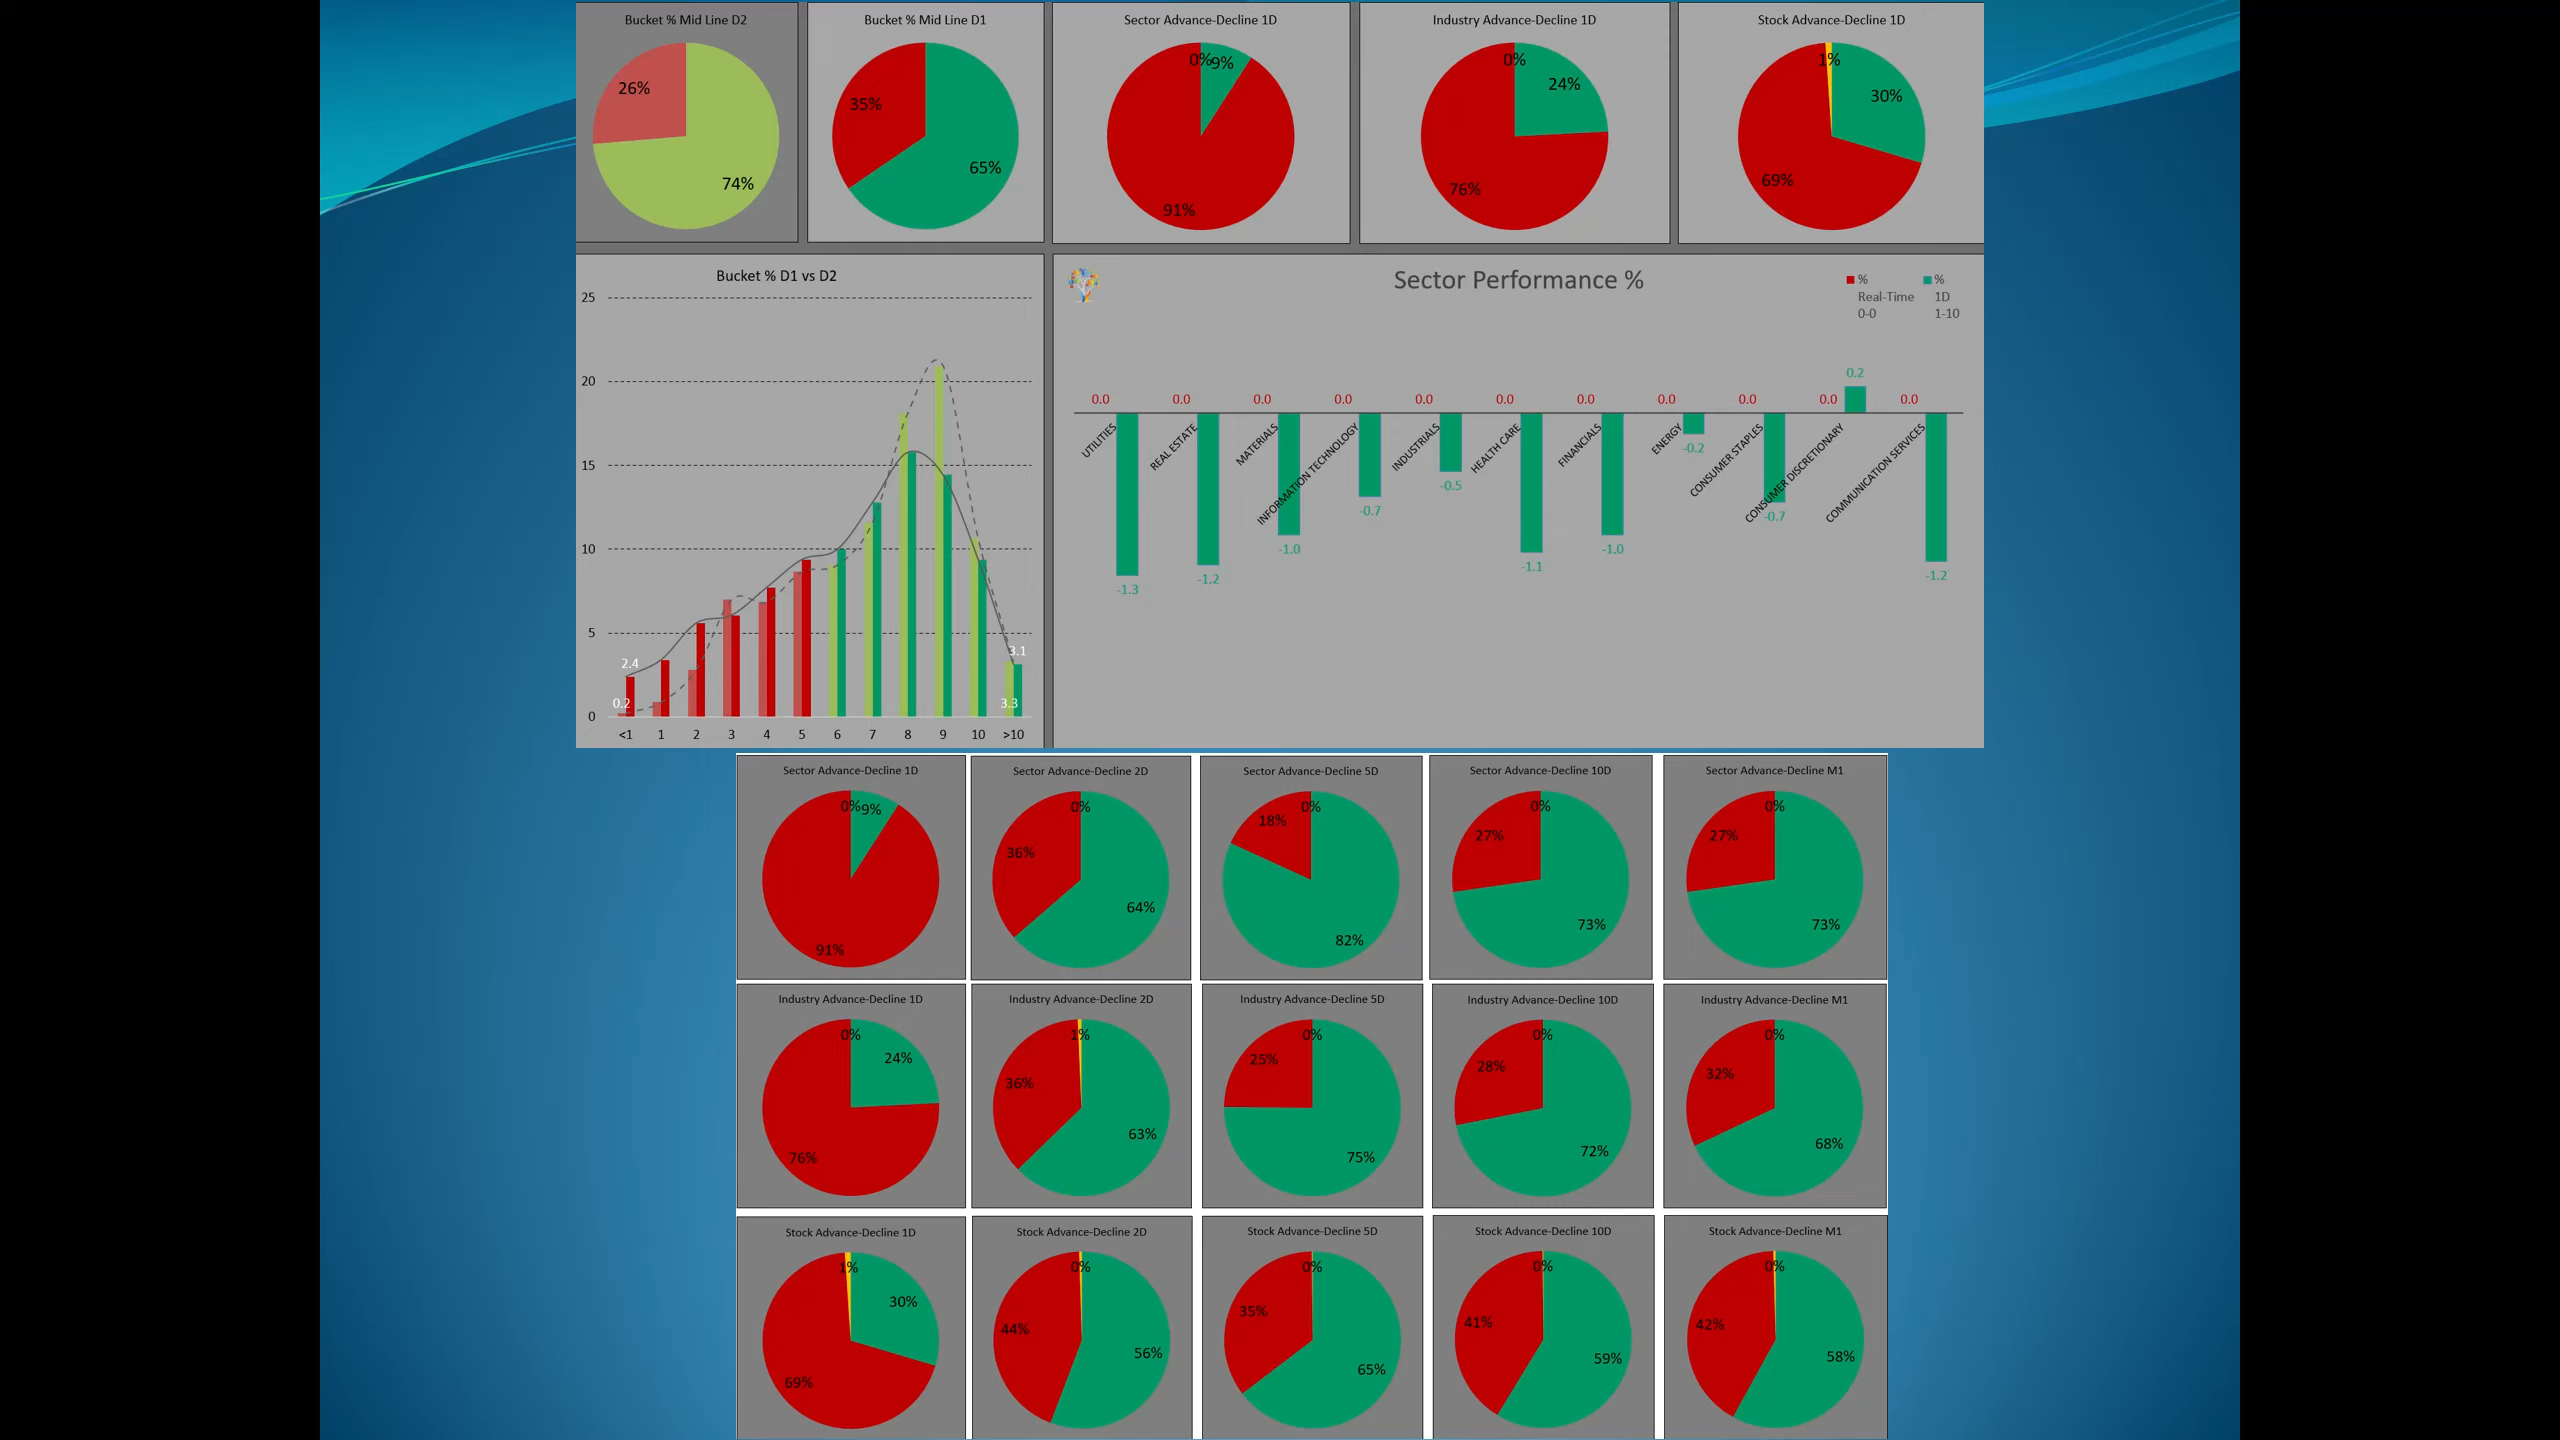 Bucket % Mid Line D2
26%
74%
Bucket % Mid Line D1
35%
65%
Sector Advance-Decline 1D
0%
9%
91%
Industry Advance-Decline 1D
0%
24%
76%
Stock Advance-Decline 1D
1%
30%
69%
Bucket % D1 vs D2
25
20
15
10
5
0
2.4
0.2
3.1
3.3
<1 1 2 3 4 5 6 7 8 9 10 >10
Sector Performance %
%
Real-Time
0-0
%
1D
1-10
0.2
0.0 0.0 0.0 0.0 0.0 0.0 0.0 0.0 0.0 0.0 0.0
UTILITIES
REAL ESTATE
MATERIALS
INFORMATION TECHNOLOGY
INDUSTRIALS
HEALTH CARE
FINANCIALS
ENERGY
CONSUMER STAPLES
CONSUMER DISCRETIONARY
COMMUNICATION SERVICES
-1.3
-1.2
-1.0
-0.7
-0.5
-1.1
-1.0
-0.2
-0.7
-1.2
Sector Advance-Decline 1D
0%
9%
91%
Sector Advance-Decline 2D
0%
36%
64%
Sector Advance-Decline 5D
0%
18%
82%
Sector Advance-Decline 10D
0%
27%
73%
Sector Advance-Decline M1
0%
27%
73%
Industry Advance-Decline 1D
0%
24%
76%
Industry Advance-Decline 2D
1%
36%
63%
Industry Advance-Decline 5D
0%
25%
75%
Industry Advance-Decline 10D
0%
28%
72%
Industry Advance-Decline M1
0%
32%
68%
Stock Advance-Decline 1D
1%
30%
69%
Stock Advance-Decline 2D
0%
44%
56%
Stock Advance-Decline 5D
0%
35%
65%
Stock Advance-Decline 10D
0%
41%
59%
Stock Advance-Decline M1
0%
42%
58%